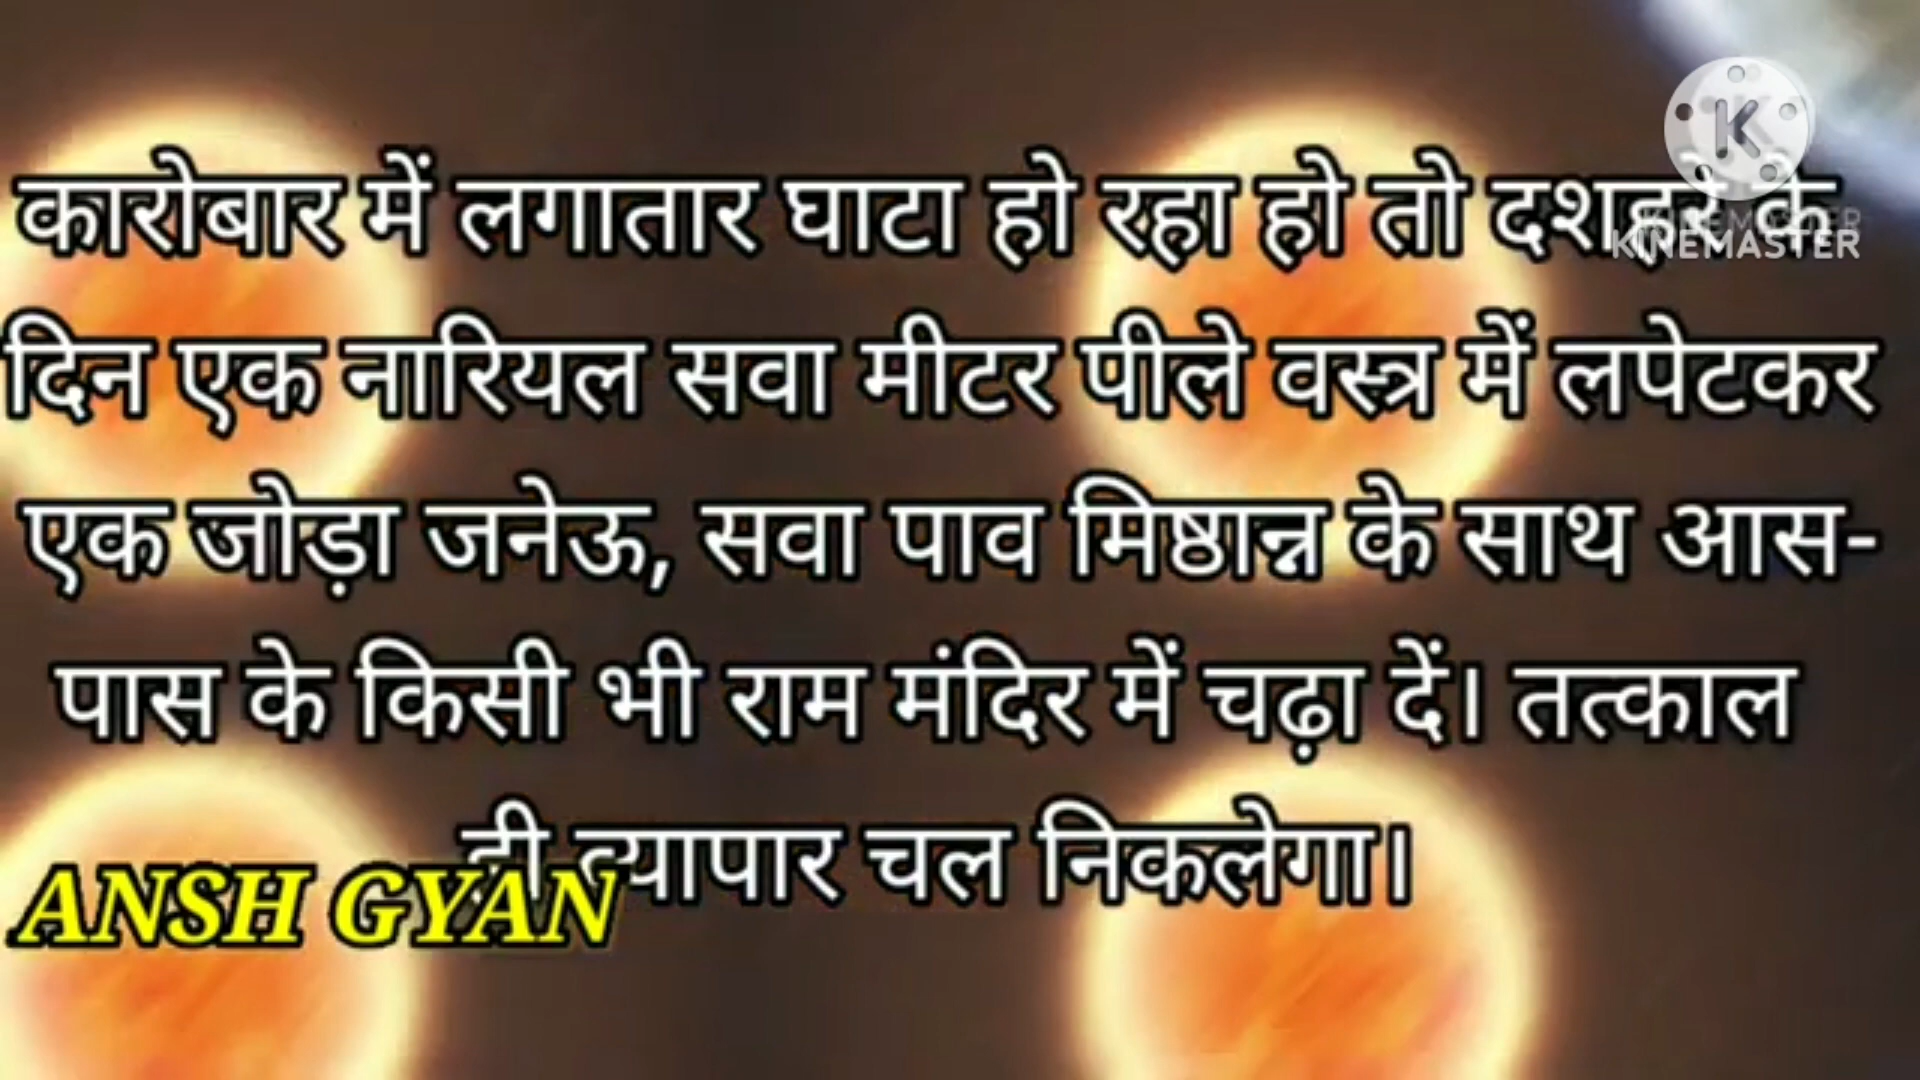 कारोबार में लगातार घाटा हो रहा हो तो दशहरे के
KINEMASTER
दिन एक नारियल सवा मीटर पीले वस्त्र में लपेटकर
एक जोड़ा जनेऊ, सवा पाव मिष्ठान्न के साथ आस-
पास के किसी भी राम मंदिर में चढ़ा दें। तत्काल
ही व्यापार चल निकलेगा।
ANSH GYAN